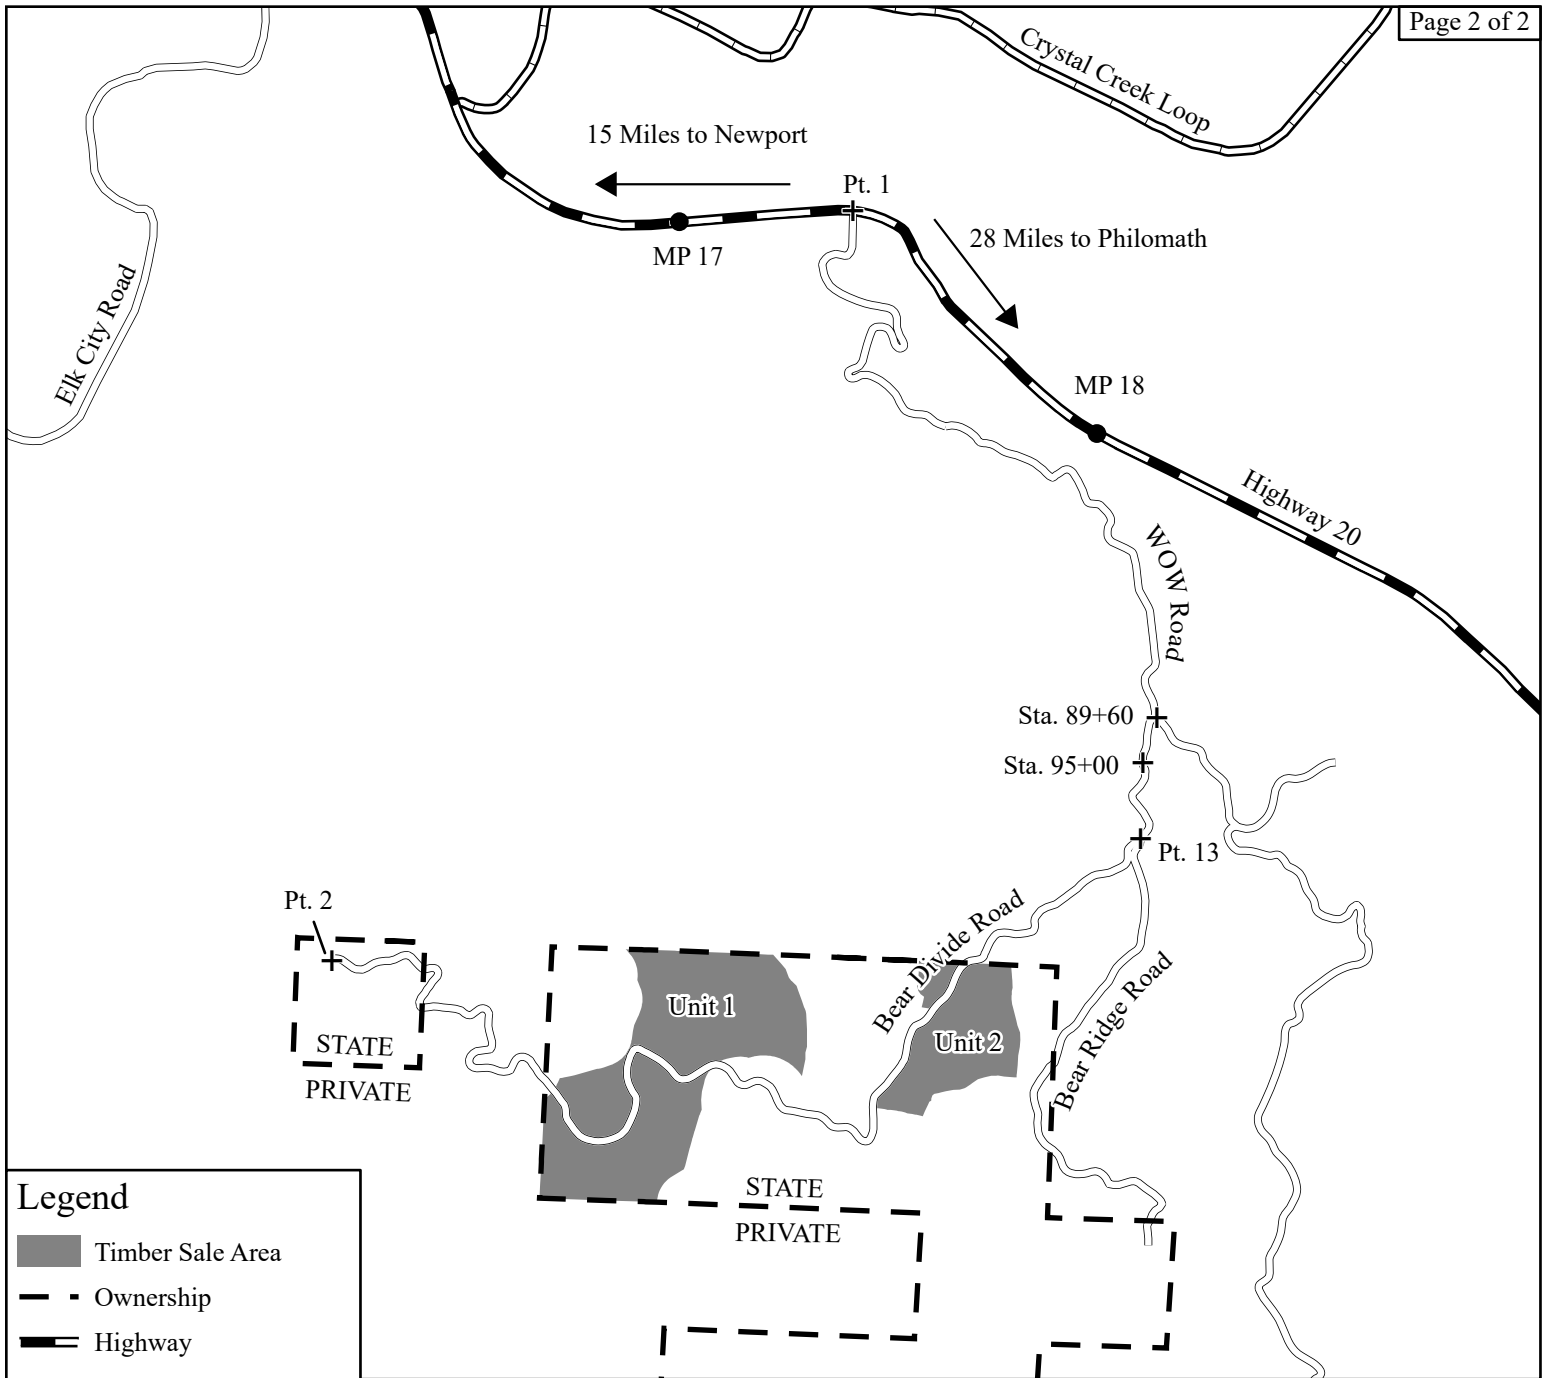 Page 2 of 2
Crystal Creek Loop
15 Miles to Newport
Pt. 1
28 Miles to Philomath
MP 17
Elk City Road
MP 18
Highway 20
WOW Road
Sta. 89+60
Sta. 95+00
Pt. 13
Pt. 2
Bear Divide Road
Bear Ridge Road
Unit 1
Unit 2
STATE
PRIVATE
STATE
PRIVATE
Legend
Timber Sale Area
Ownership
Highway